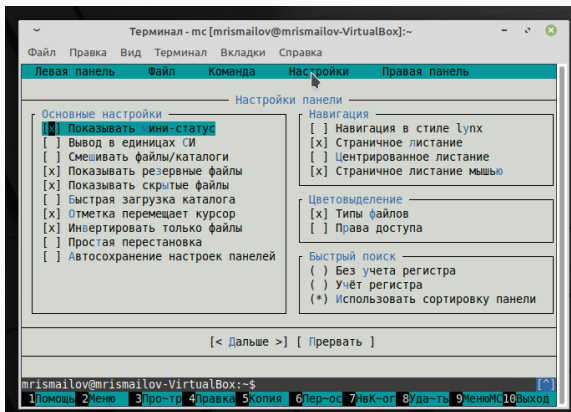 Терминал - mc [mrismailov@mrismailov-VirtualBox]:~
Файл Правка Вид Терминал Вкладки Справка
Левая панель Файл Команда Настройки Правая панель
Настройки панели
Основные настройки
[x] Показывать мини-статус
[ ] Вывод в единицах СИ
[ ] Смешивать файлы/каталоги
[x] Показывать резервные файлы
[x] Показывать скрытые файлы
[ ] Быстрая загрузка каталога
[x] Отметка перемещает курсор
[x] Инвертировать только файлы
[ ] Простая перестановка
[ ] Автосохранение настроек панелей
Навигация
[ ] Навигация в стиле lynx
[x] Страничное листание
[ ] Центрированное листание
[x] Страничное листание мышью
Цветовыделение
[x] Типы файлов
[ ] Права доступа
Быстрый поиск
( ) Без учета регистра
( ) Учёт регистра
(*) Использовать сортировку панели
[< Дальше >] [ Прервать ]
mrismailov@mrismailov-VirtualBox:~$ [^]
1Помощь 2Меню 3Про~тр 4Правка 5Копия 6Пер~ос 7НвК~ог 8Уда~ть 9МенюMC 10Выход